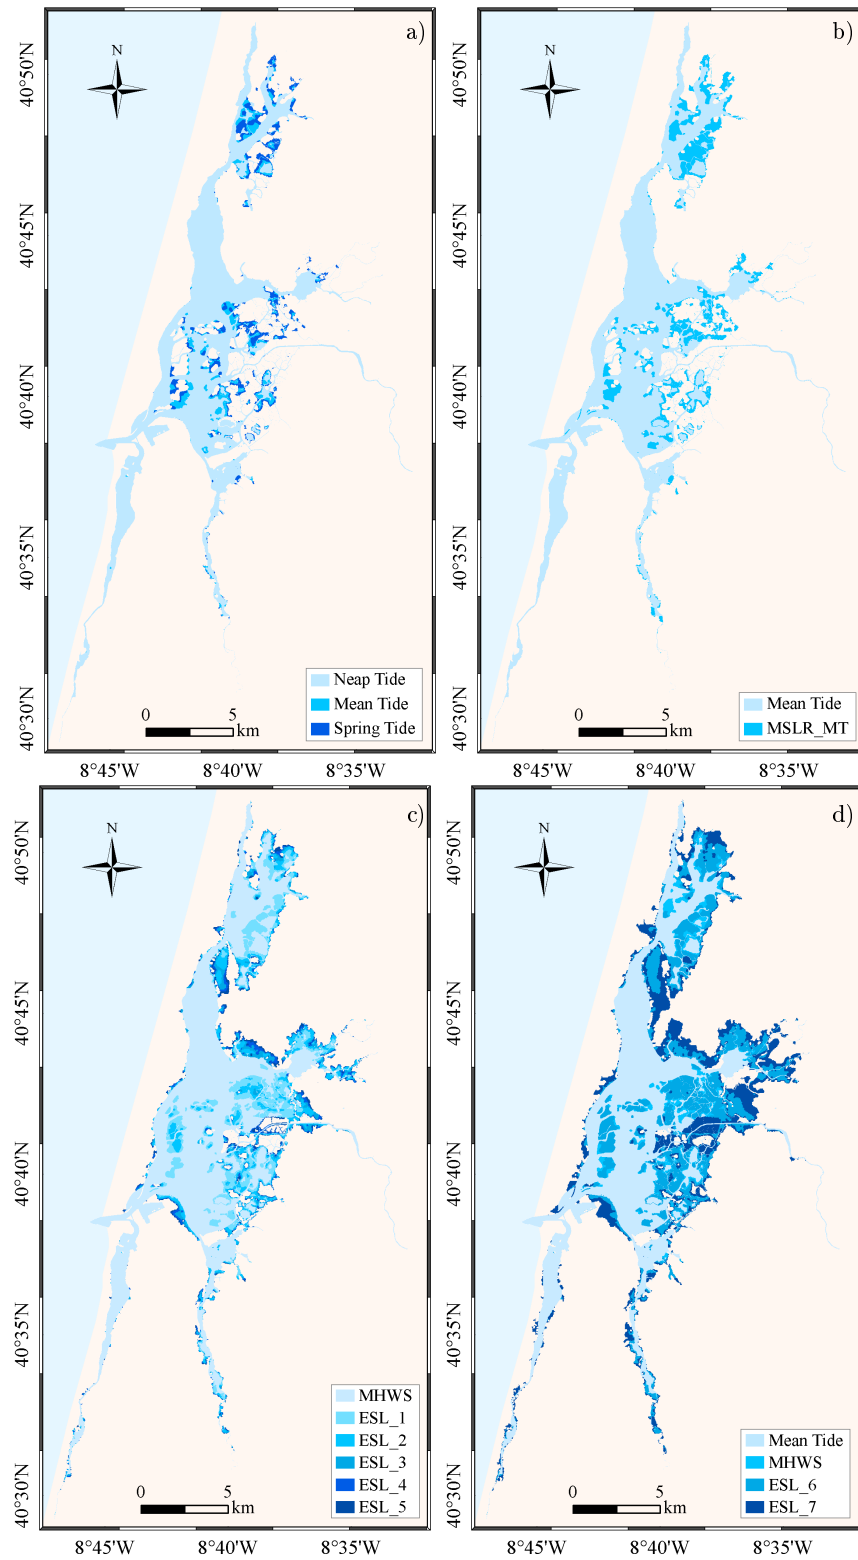 a)
N
40°50'N
40°45'N
40°40'N
40°35'N
40°30'N
Neap Tide
Mean Tide
Spring Tide
0 5
km
8°45'W 8°40'W 8°35'W
b)
N
40°50'N
40°45'N
40°40'N
40°35'N
40°30'N
Mean Tide
MSLR_MT
0 5
km
8°45'W 8°40'W 8°35'W
c)
N
40°50'N
40°45'N
40°40'N
40°35'N
40°30'N
MHWS
ESL_1
ESL_2
ESL_3
ESL_4
ESL_5
0 5
km
8°45'W 8°40'W 8°35'W
d)
N
40°50'N
40°45'N
40°40'N
40°35'N
40°30'N
Mean Tide
MHWS
ESL_6
ESL_7
0 5
km
8°45'W 8°40'W 8°35'W